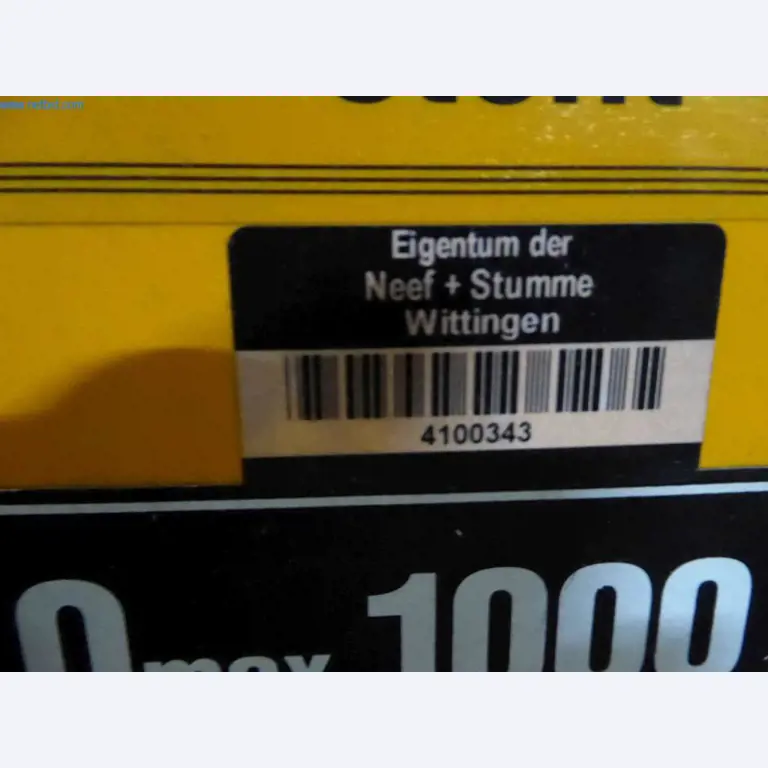 Eigentum der
Neef + Stumme
Wittingen
4100343
max 1000